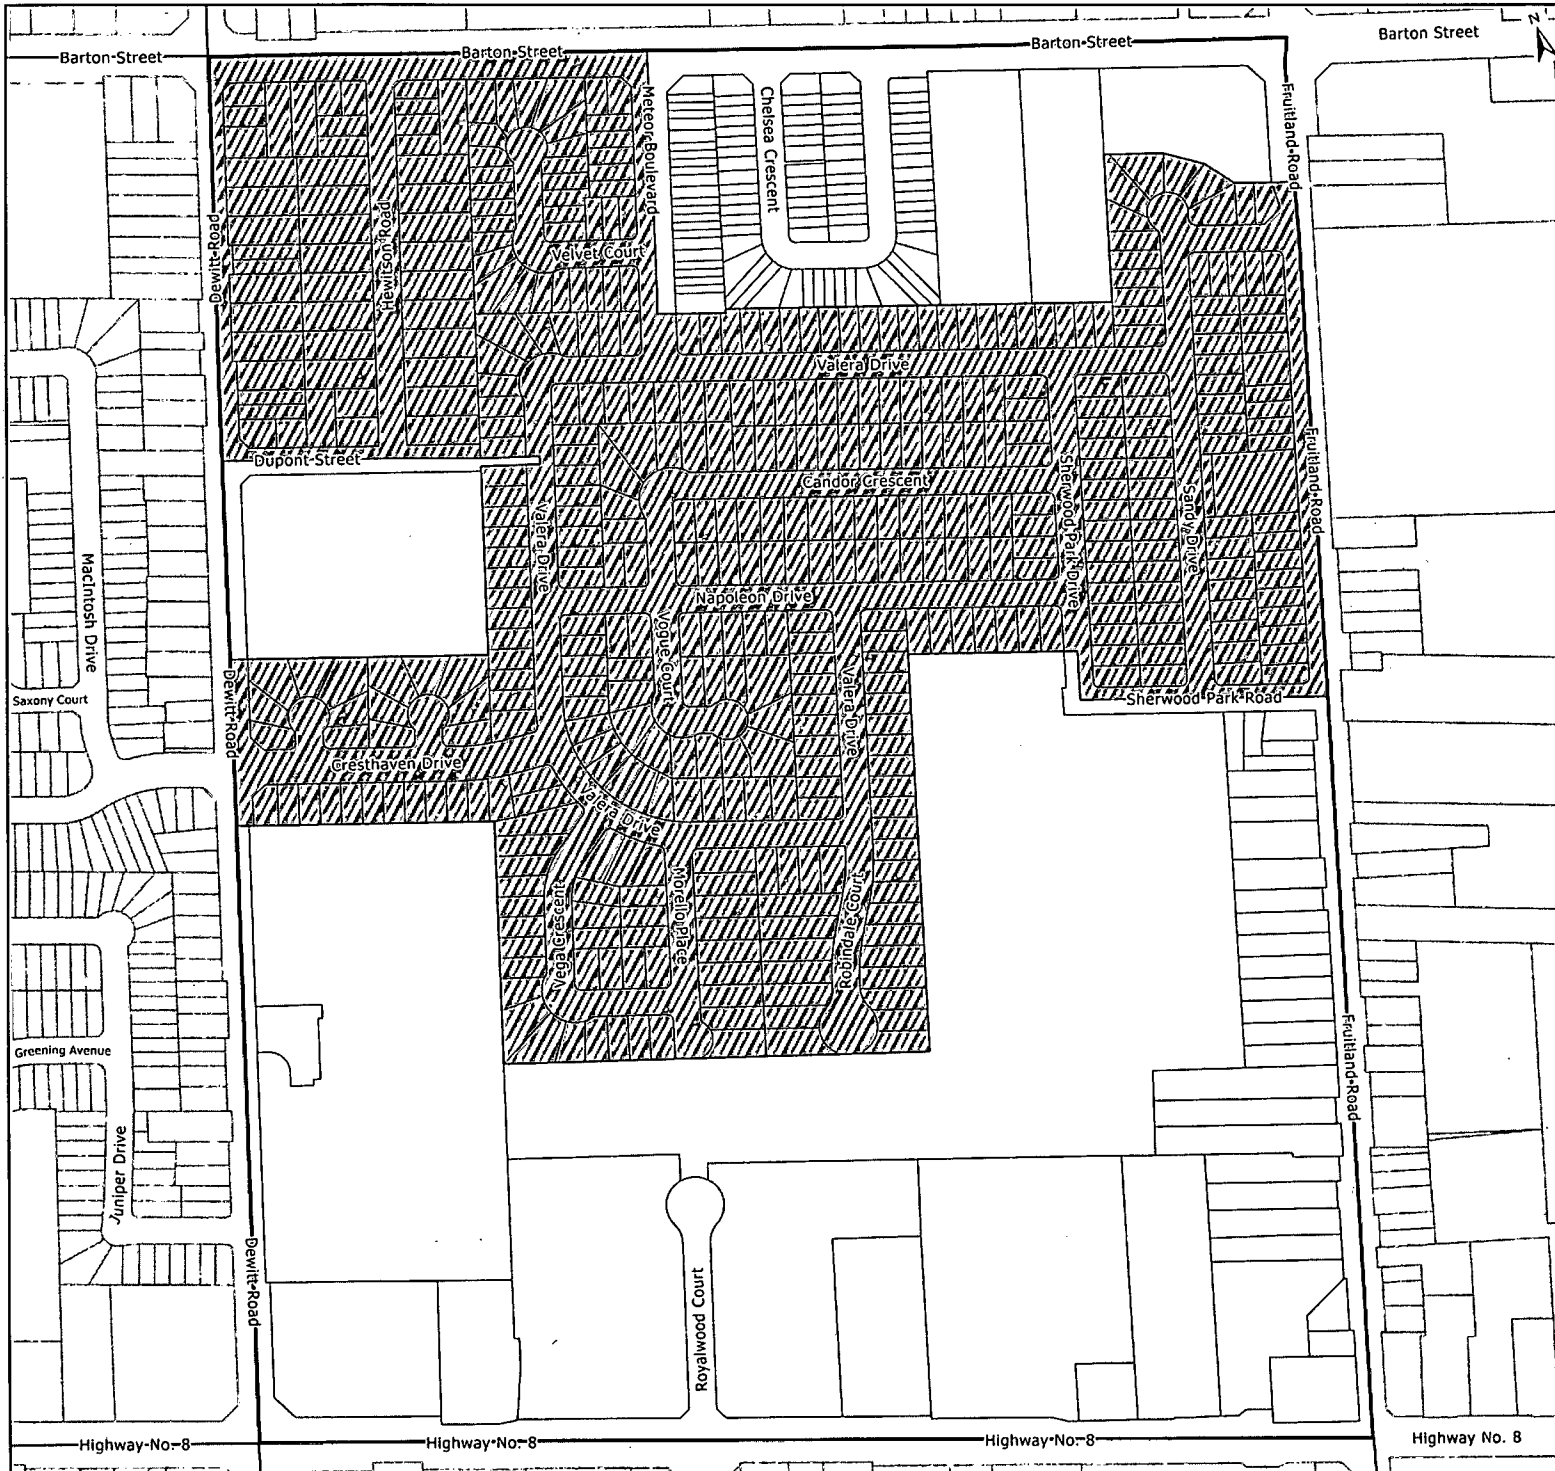 N
Barton Street
Barton Street
Barton Street
Barton Street
Meteor Boulevard
Chelsea Crescent
Fruitland Road
Dewitt Road
Hewitson Road
Velvet Court
Valera Drive
Dupont Street
Candor Crescent
Sherwood Park Drive
Sandy Drive
Fruitland Road
Valera Drive
MacIntosh Drive
Napoleon Drive
Vogue Court
Valera Drive
Saxony Court
Dewitt Road
Sherwood Park Road
Cresthaven Drive
Valera Drive
Vega Crescent
Morello Place
Robindale Court
Greening Avenue
Fruitland Road
Juniper Drive
Dewitt Road
Royalwood Court
Highway No. 8
Highway No. 8
Highway No. 8
Highway No. 8